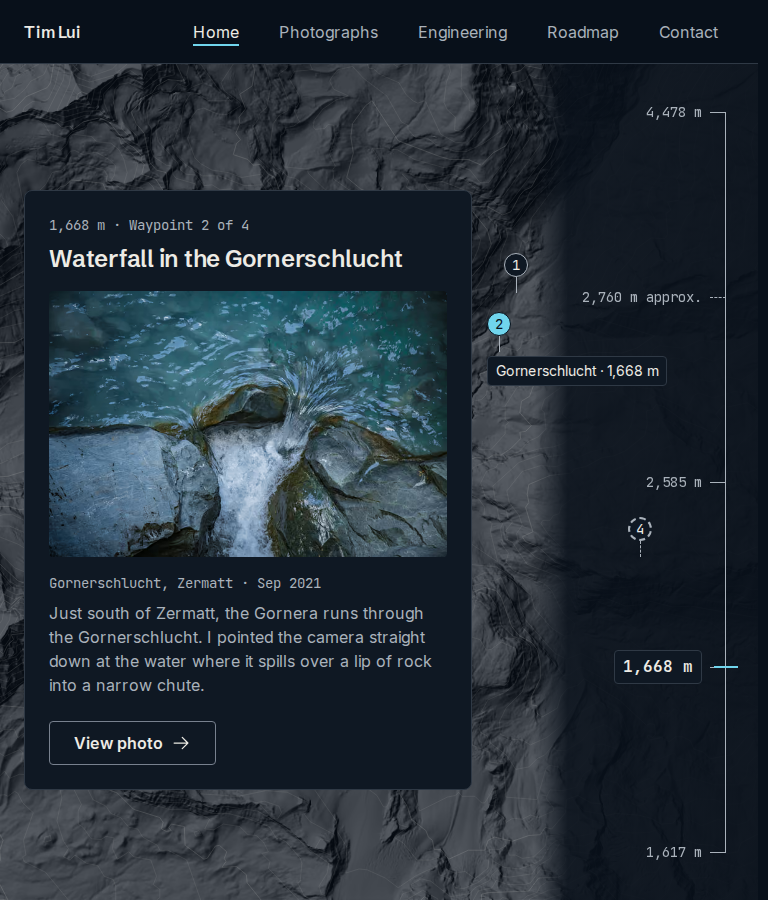 Tim Lui
Home
Photographs
Engineering
Roadmap
Contact
4,478 m
1,668 m · Waypoint 2 of 4
Waterfall in the Gornerschlucht
1
2,760 m approx.
2
Gornerschlucht · 1,668 m
2,585 m
4
Gornerschlucht, Zermatt · Sep 2021
Just south of Zermatt, the Gornera runs through
the Gornerschlucht. I pointed the camera straight
down at the water where it spills over a lip of rock
into a narrow chute.
1,668 m
View photo
1,617 m